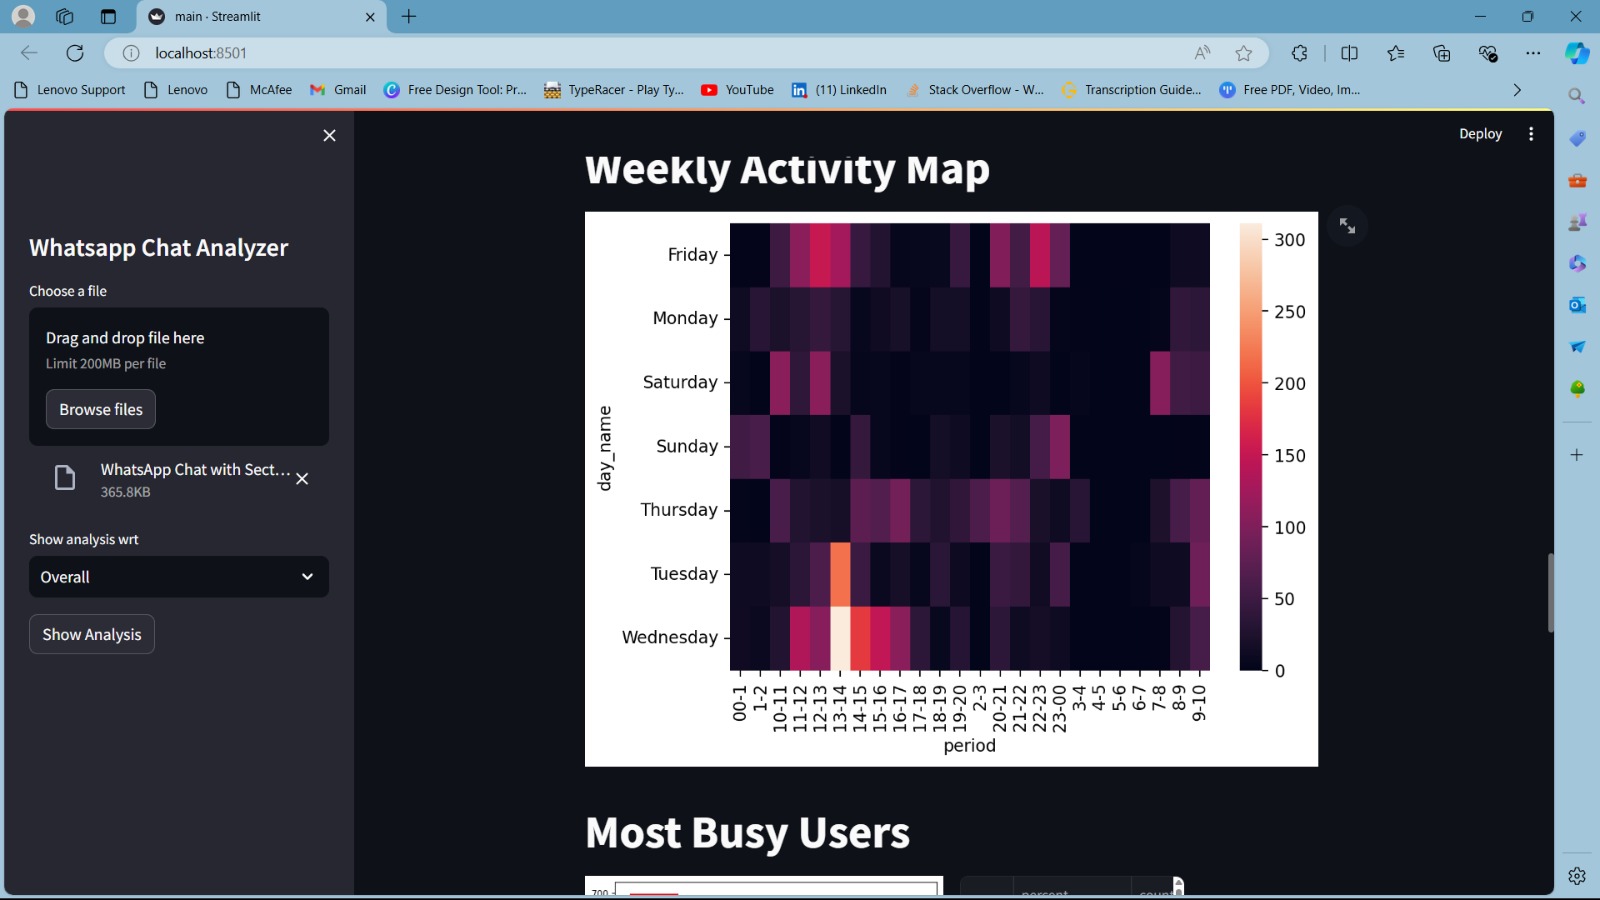 main · Streamlit
localhost:8501
Lenovo Support
Lenovo
McAfee
Gmail
Free Design Tool: Pr...
TypeRacer - Play Ty...
YouTube
(11) LinkedIn
Stack Overflow - W...
Transcription Guide...
Free PDF, Video, Im...
Deploy
Whatsapp Chat Analyzer
Choose a file
Drag and drop file here
Limit 200MB per file
Browse files
WhatsApp Chat with Sect...
365.8KB
Show analysis wrt
Overall
Show Analysis
Weekly Activity Map
day_name
Friday
Monday
Saturday
Sunday
Thursday
Tuesday
Wednesday
00-1
1-2
10-11
11-12
12-13
13-14
14-15
15-16
16-17
17-18
18-19
19-20
2-3
20-21
21-22
22-23
23-00
3-4
4-5
5-6
6-7
7-8
8-9
9-10
period
300
250
200
150
100
50
0
Most Busy Users
700
percent
count